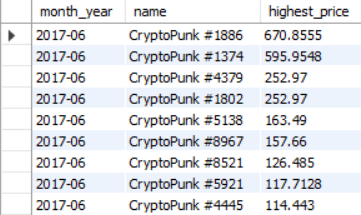 month_year name highest_price
2017-06 CryptoPunk #1886 670.8555
2017-06 CryptoPunk #1374 595.9548
2017-06 CryptoPunk #4379 252.97
2017-06 CryptoPunk #1802 252.97
2017-06 CryptoPunk #5138 163.49
2017-06 CryptoPunk #8967 157.66
2017-06 CryptoPunk #8521 126.485
2017-06 CryptoPunk #5921 117.7128
2017-06 CryptoPunk #4445 114.443